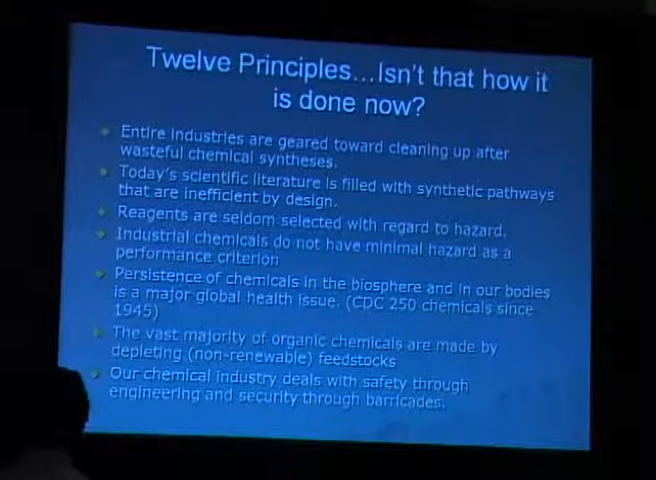 Twelve Principles...Isn't that how it
is done now?
Entire industries are geared toward cleaning up after
wasteful chemical syntheses.
Today's scientific literature is filled with synthetic pathways
that are inefficient by design.
Reagents are seldom selected with regard to hazard.
Industrial chemicals do not have minimal hazard as a
performance criterion
Persistence of chemicals in the biosphere and in our bodies
is a major global health issue. (CDC 250 chemicals since
1945)
The vast majority of organic chemicals are made by
depleting (non-renewable) feedstocks
Our chemical industry deals with safety through
engineering and security through barricades.